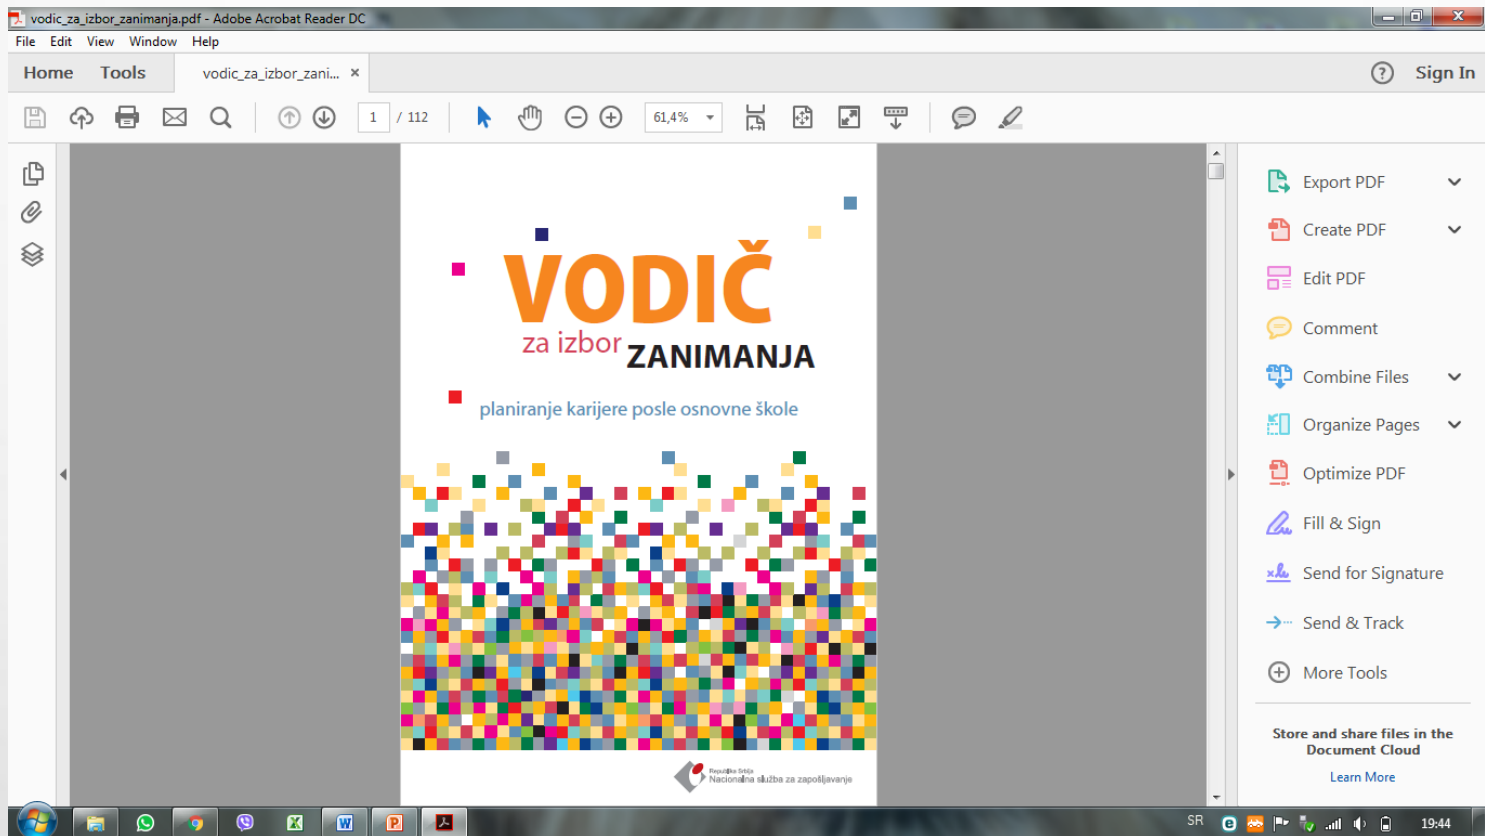 vodic_za_izbor_zanimanja.pdf - Adobe Acrobat Reader DC
File Edit View Window Help
Home Tools vodic_za_izbor_zani... × ? Sign In
1 / 112 61,4%
VODIČ
za izbor ZANIMANJA
planiranje karijere posle osnovne škole
Republika Srbija
Nacionalna služba za zapošljavanje
Export PDF
Create PDF
Edit PDF
Comment
Combine Files
Organize Pages
Optimize PDF
Fill & Sign
Send for Signature
Send & Track
More Tools
Store and share files in the
Document Cloud
Learn More
SR 19:44